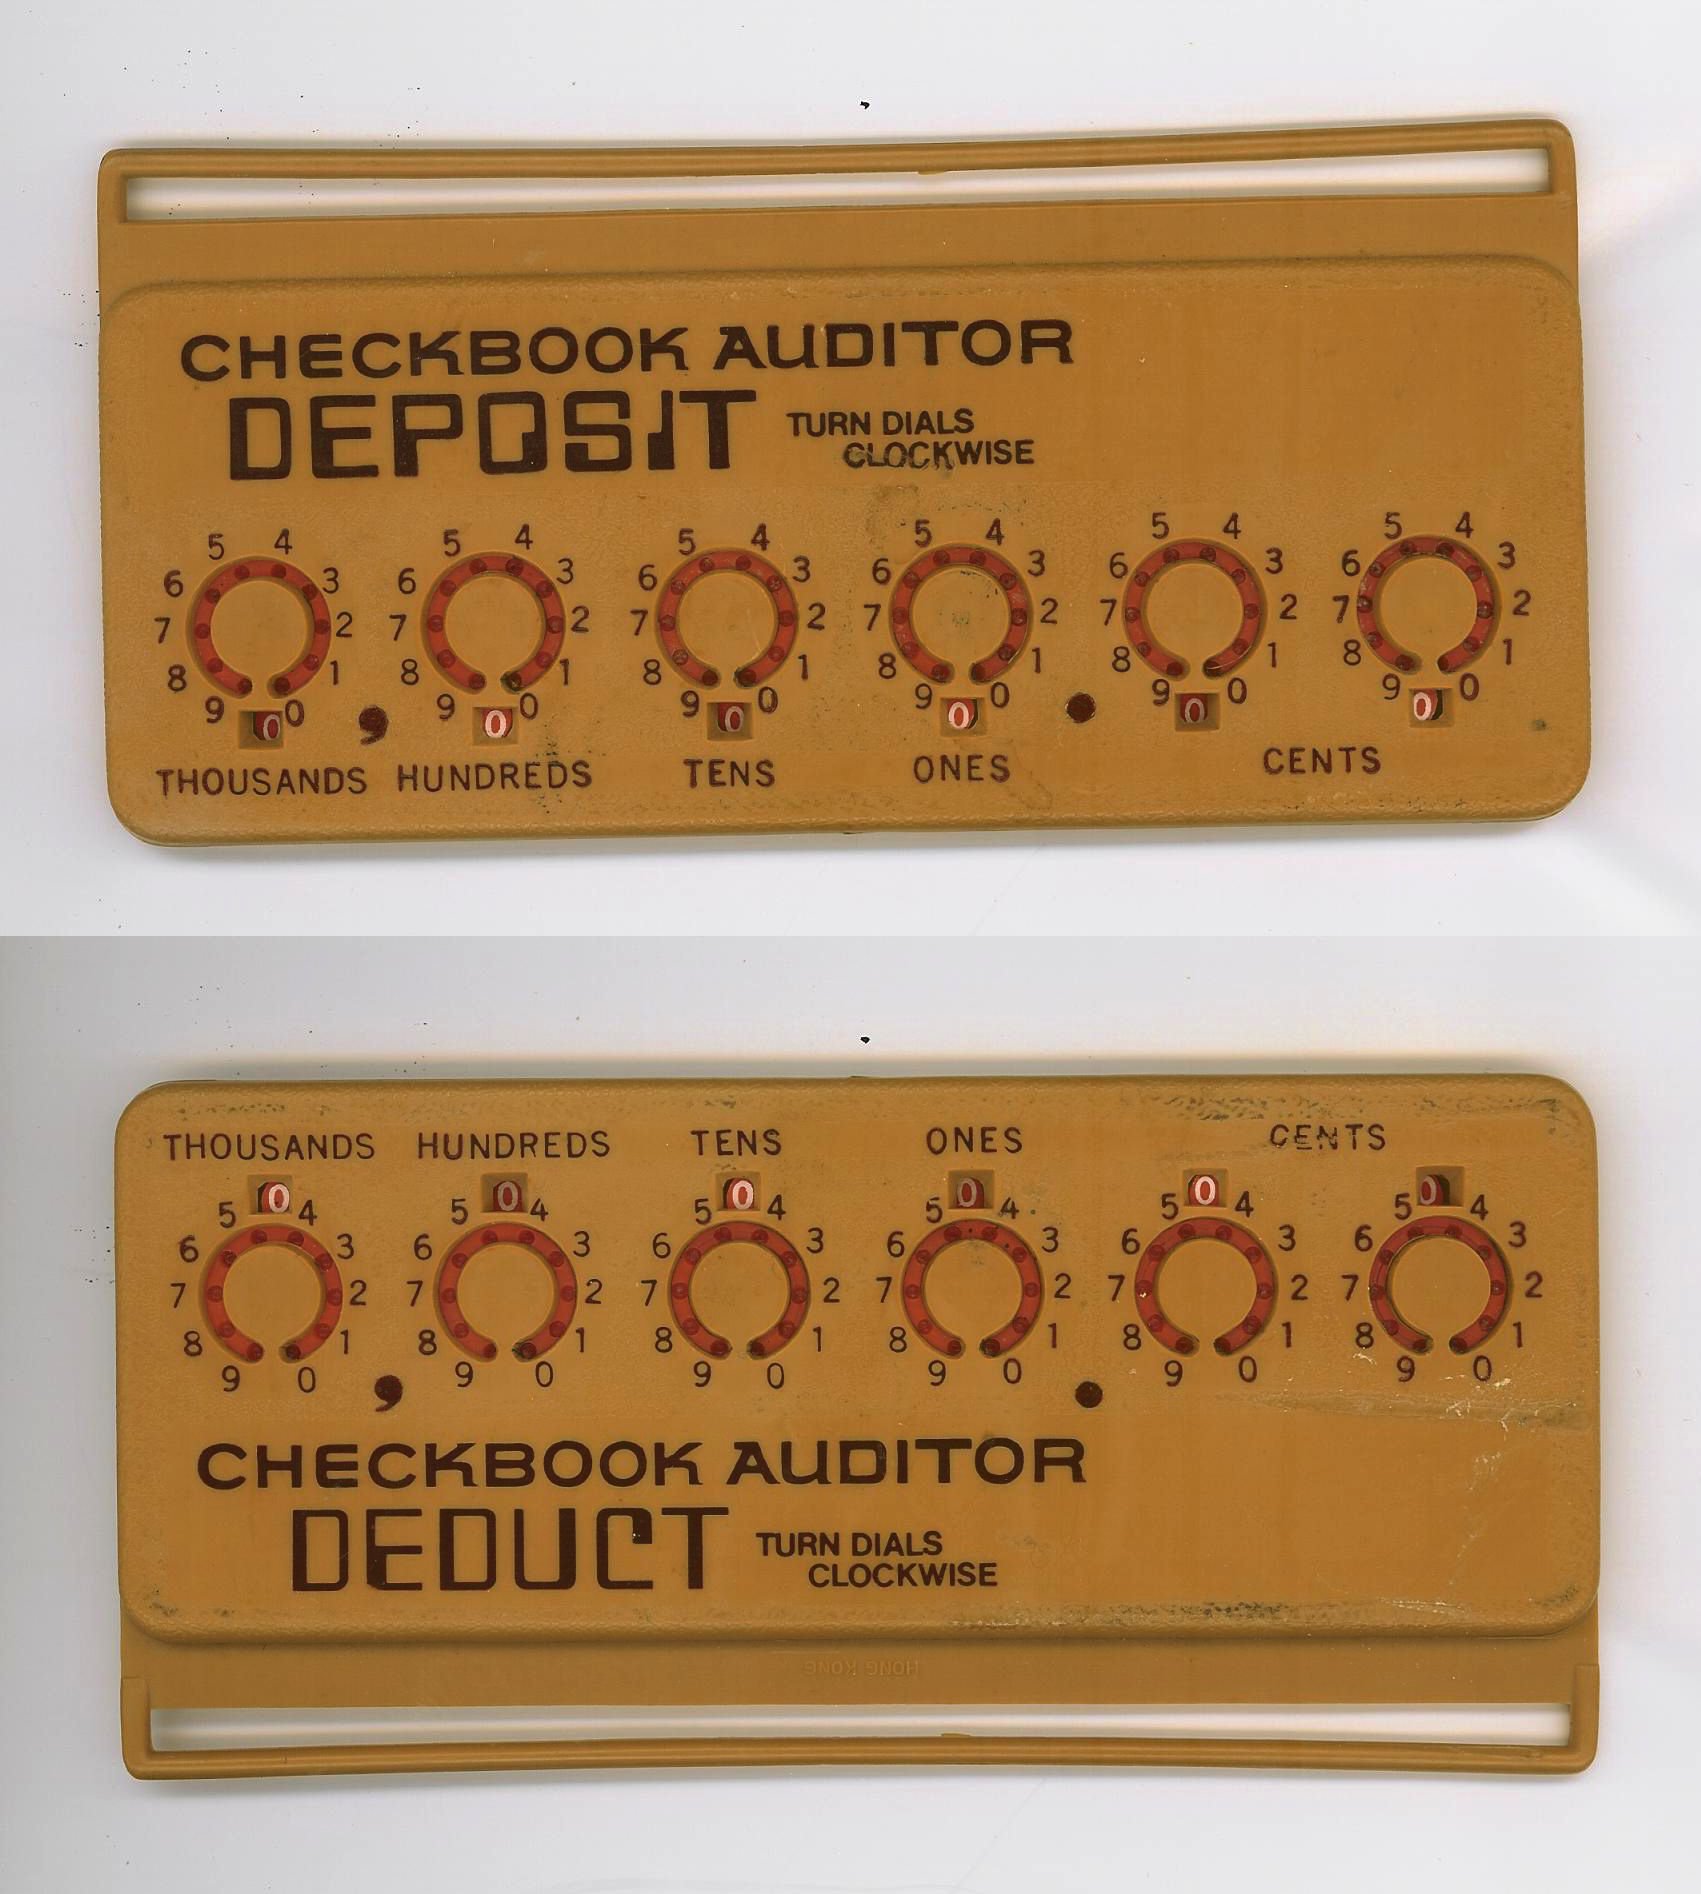 CHECKBOOK AUDITOR
DEPOSIT TURN DIALS
CLOCKWISE
5 4 5 4 5 4 5 4 5 4 5 4
6 3 6 3 6 3 6 3 6 3 6 3
7 2 7 2 7 2 7 2 7 2 7 2
8 1 8 1 8 1 8 1 8 1 8 1
9 0 , 9 0 9 0 9 0 . 9 0 9 0
0 0 0 0 0 0
THOUSANDS HUNDREDS TENS ONES CENTS
THOUSANDS HUNDREDS TENS ONES CENTS
0 0 0 0 0 0
5 4 5 4 5 4 5 4 5 4 5 4
6 3 6 3 6 3 6 3 6 3 6 3
7 2 7 2 7 2 7 2 7 2 7 2
8 1 8 1 8 1 8 1 8 1 8 1
9 0 , 9 0 9 0 9 0 . 9 0 9 0
CHECKBOOK AUDITOR
DEDUCT TURN DIALS
CLOCKWISE
HONG KONG